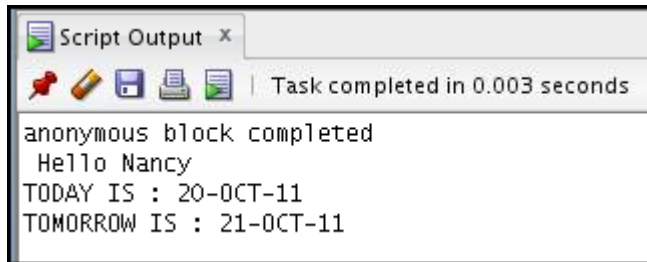 Script Output x
Task completed in 0.003 seconds
anonymous block completed
Hello Nancy
TODAY IS : 20-OCT-11
TOMORROW IS : 21-OCT-11